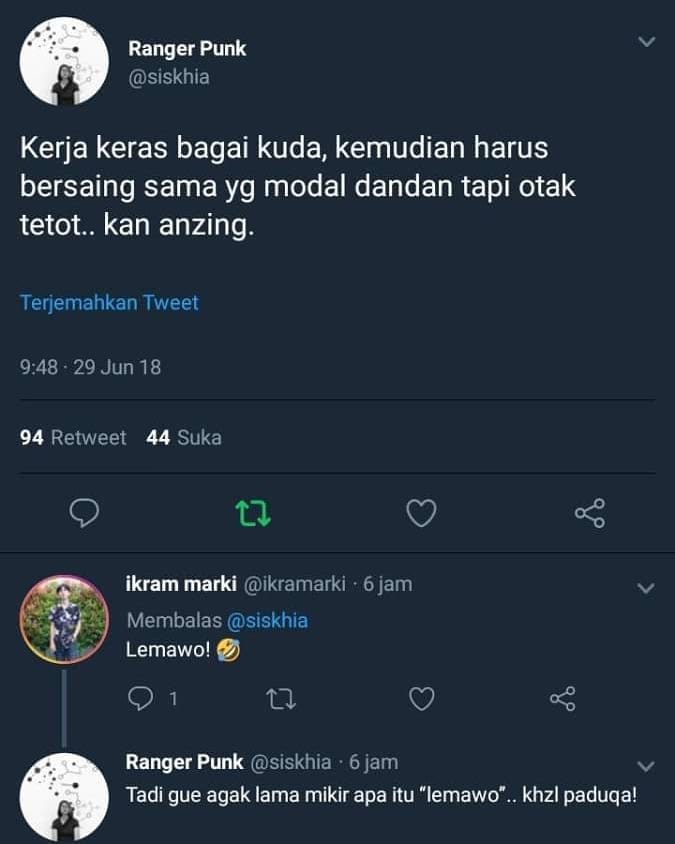 Ranger Punk
@siskhia
Kerja keras bagai kuda, kemudian harus
bersaing sama yg modal dandan tapi otak
tetot.. kan anzing.
Terjemahkan Tweet
9:48 · 29 Jun 18
94 Retweet 44 Suka
ikram marki @ikramarki · 6 jam
Membalas @siskhia
Lemawo! 🤣
1
Ranger Punk @siskhia · 6 jam
Tadi gue agak lama mikir apa itu “lemawo”.. khzl paduqa!